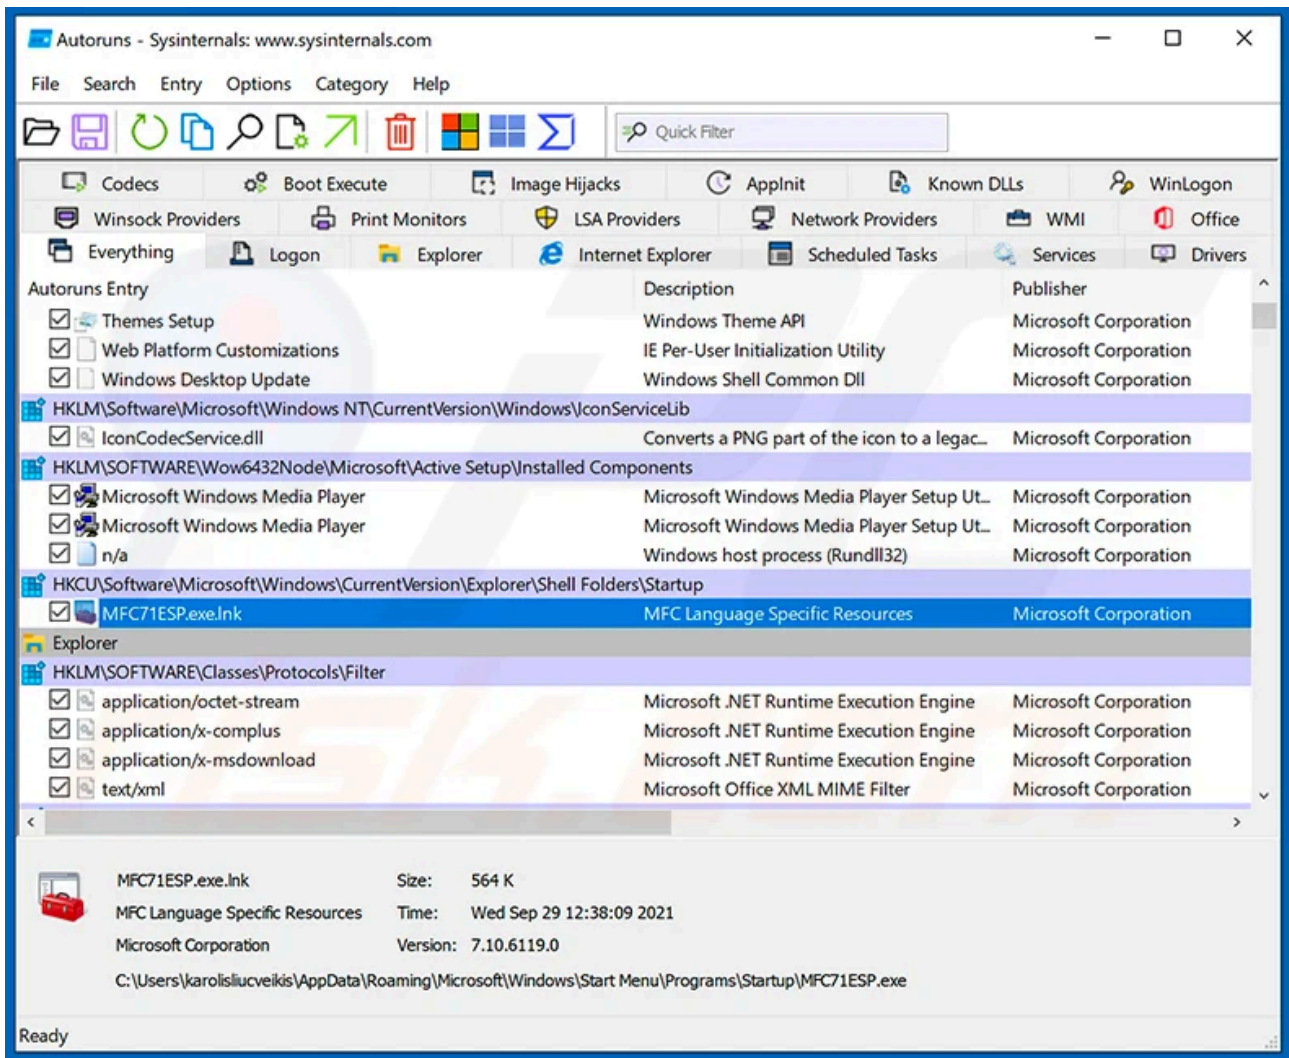 Autoruns - Sysinternals: www.sysinternals.com
File Search Entry Options Category Help
Quick Filter
Codecs Boot Execute Image Hijacks AppInit Known DLLs WinLogon
Winsock Providers Print Monitors LSA Providers Network Providers WMI Office
Everything Logon Explorer Internet Explorer Scheduled Tasks Services Drivers
Autoruns Entry Description Publisher
Themes Setup Windows Theme API Microsoft Corporation
Web Platform Customizations IE Per-User Initialization Utility Microsoft Corporation
Windows Desktop Update Windows Shell Common Dll Microsoft Corporation
HKLM\Software\Microsoft\Windows NT\CurrentVersion\Windows\IconServiceLib
IconCodecService.dll Converts a PNG part of the icon to a legac... Microsoft Corporation
HKLM\SOFTWARE\Wow6432Node\Microsoft\Active Setup\Installed Components
Microsoft Windows Media Player Microsoft Windows Media Player Setup Ut... Microsoft Corporation
Microsoft Windows Media Player Microsoft Windows Media Player Setup Ut... Microsoft Corporation
n/a Windows host process (Rundll32) Microsoft Corporation
HKCU\Software\Microsoft\Windows\CurrentVersion\Explorer\Shell Folders\Startup
MFC71ESP.exe.lnk MFC Language Specific Resources Microsoft Corporation
Explorer
HKLM\SOFTWARE\Classes\Protocols\Filter
application/octet-stream Microsoft .NET Runtime Execution Engine Microsoft Corporation
application/x-complus Microsoft .NET Runtime Execution Engine Microsoft Corporation
application/x-msdownload Microsoft .NET Runtime Execution Engine Microsoft Corporation
text/xml Microsoft Office XML MIME Filter Microsoft Corporation
MFC71ESP.exe.lnk Size: 564 K
MFC Language Specific Resources Time: Wed Sep 29 12:38:09 2021
Microsoft Corporation Version: 7.10.6119.0
C:\Users\karolisliucveikis\AppData\Roaming\Microsoft\Windows\Start Menu\Programs\Startup\MFC71ESP.exe
Ready